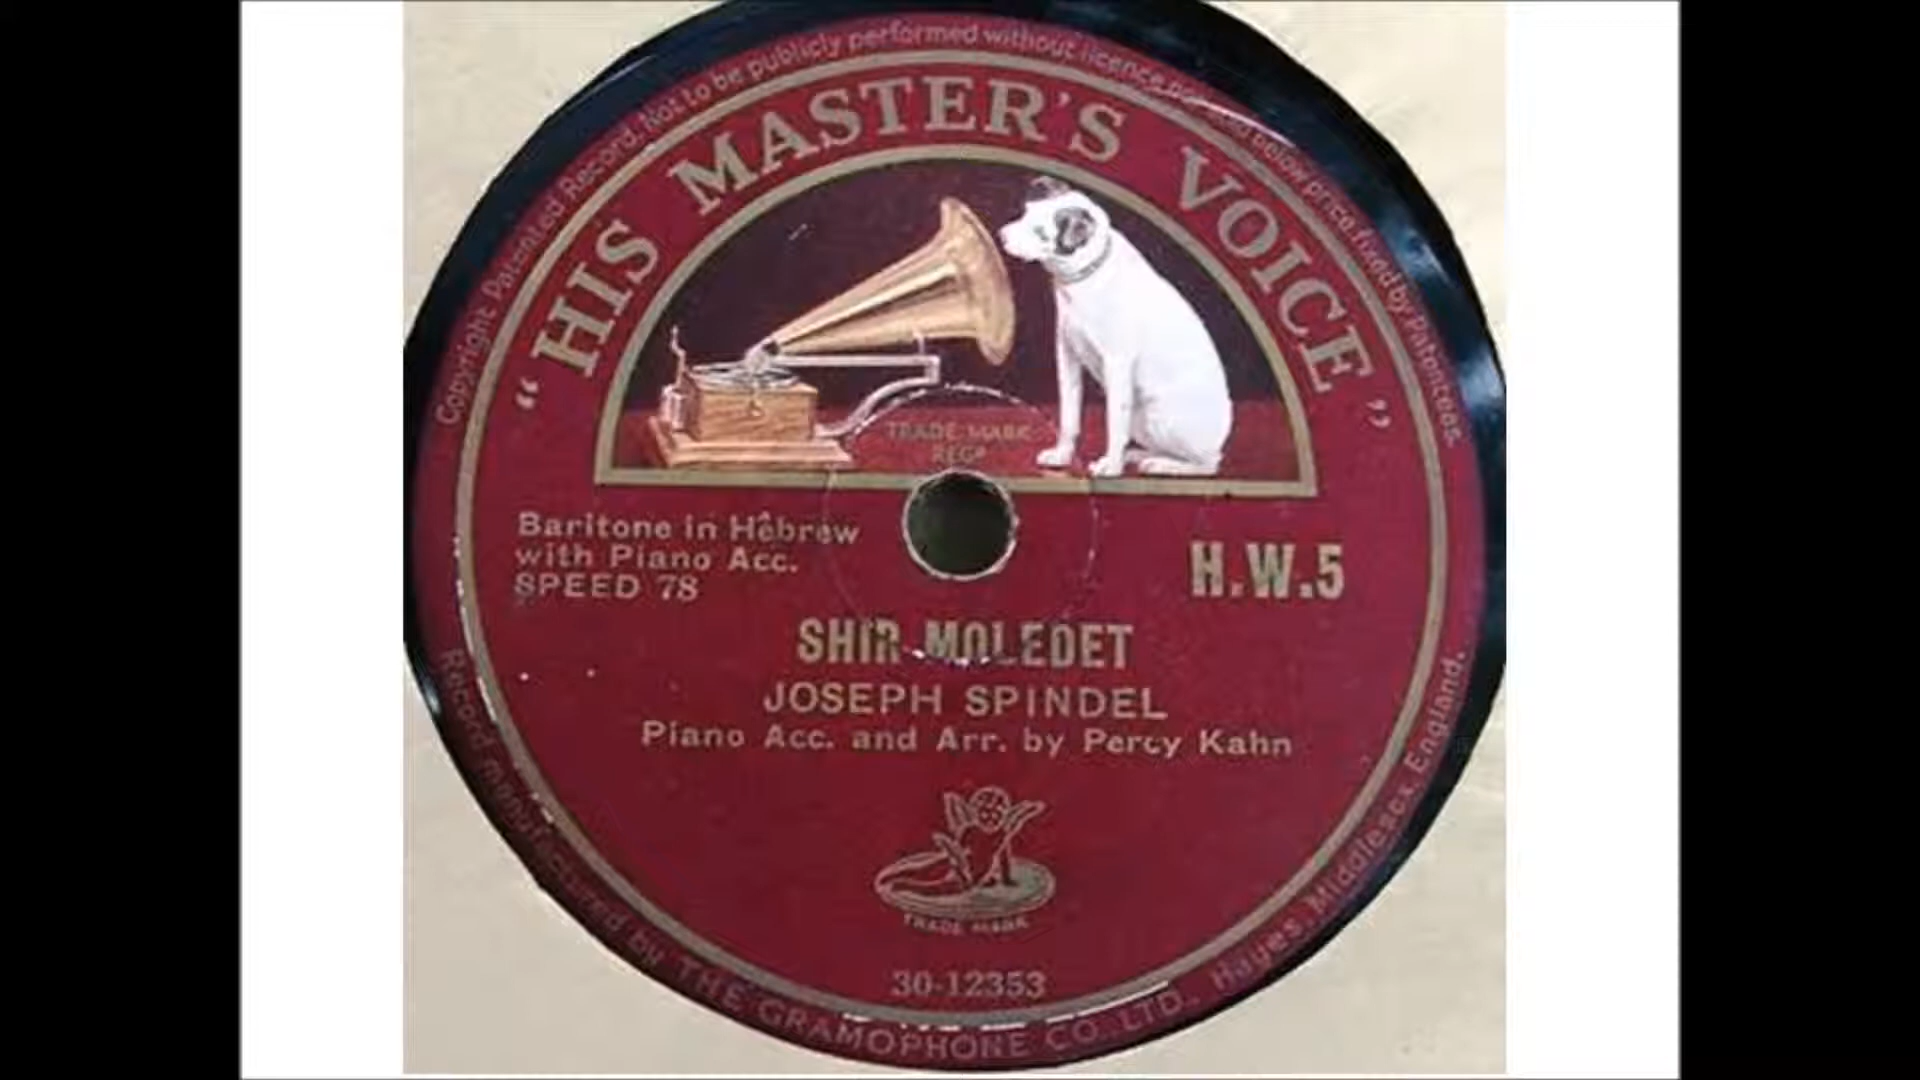 Copyright Patented Record. Not to be publicly performed without licence below price fixed by Patentees.
"HIS MASTER'S VOICE"
TRADE MARK
REGD
Baritone in Hêbrew
with Piano Acc.
SPEED 78
H.W.5
SHIR MOLEDET
JOSEPH SPINDEL
Piano Acc. and Arr. by Percy Kahn
TRADE MARK
30-12353
Record manufactured by THE GRAMOPHONE CO. LTD. Hayes, Middlesex, England.